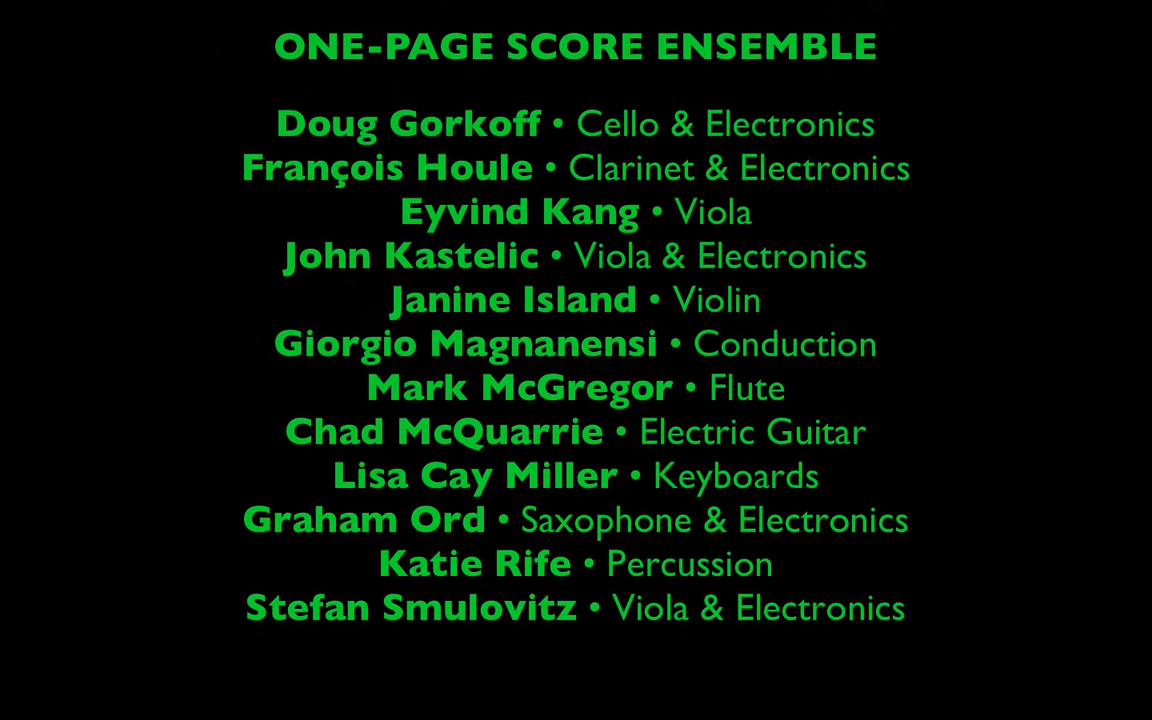 ONE-PAGE SCORE ENSEMBLE
Doug Gorkoff • Cello & Electronics
François Houle • Clarinet & Electronics
Eyvind Kang • Viola
John Kastelic • Viola & Electronics
Janine Island • Violin
Giorgio Magnanensi • Conduction
Mark McGregor • Flute
Chad McQuarrie • Electric Guitar
Lisa Cay Miller • Keyboards
Graham Ord • Saxophone & Electronics
Katie Rife • Percussion
Stefan Smulovitz • Viola & Electronics